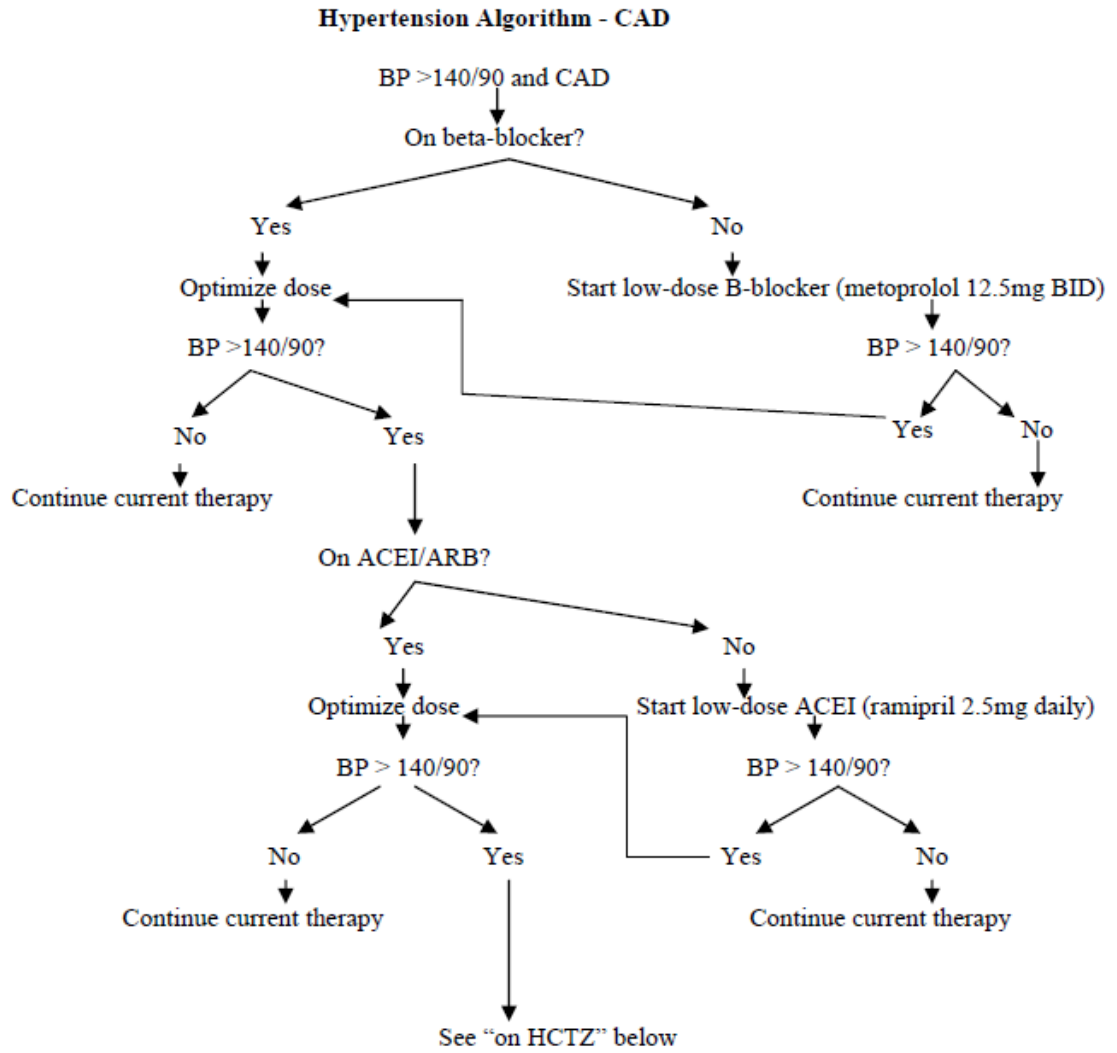 Hypertension Algorithm - CAD
BP >140/90 and CAD
On beta-blocker?
Yes
No
Optimize dose
Start low-dose B-blocker (metoprolol 12.5mg BID)
BP >140/90?
BP > 140/90?
No
Yes
Yes
No
Continue current therapy
Continue current therapy
On ACEI/ARB?
Yes
No
Optimize dose
Start low-dose ACEI (ramipril 2.5mg daily)
BP > 140/90?
BP > 140/90?
No
Yes
Yes
No
Continue current therapy
Continue current therapy
See “on HCTZ” below